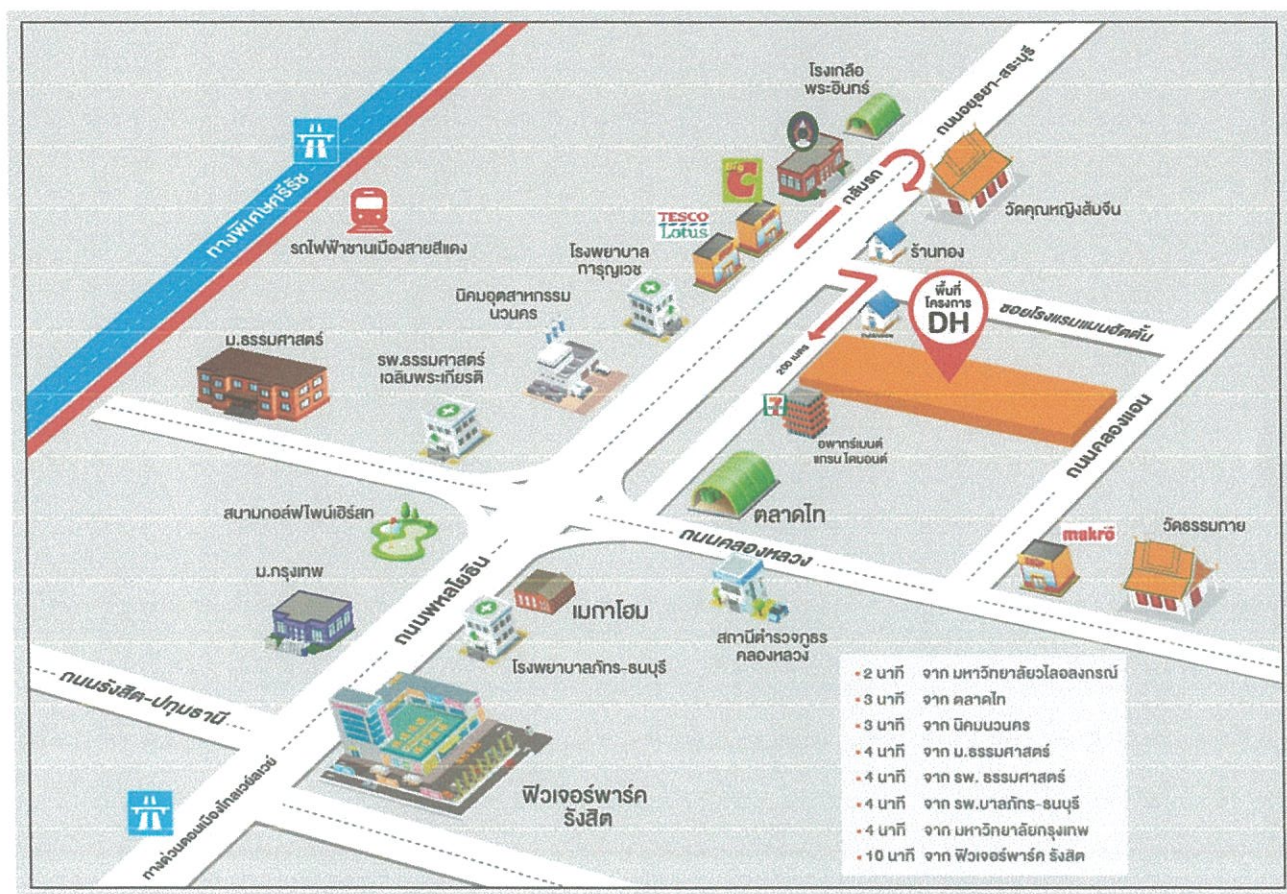 โรงเกลือ
พระอินทร์
ถนนอยุธยา-สระบุรี
ทางพิเศษศรีรัช
รถไฟฟ้าชานเมืองสายสีแดง
Big
C
TESCO
Lotus
กลับรถ
วัดคุณหญิงส้มจีน
ร้านทอง
โรงพยาบาล
การุญเวช
นิคมอุตสาหกรรม
นวนคร
พื้นที่
โครงการ
DH
ซอยโรงแรมแมนฮัตตั้น
ม.ธรรมศาสตร์
รพ.ธรรมศาสตร์
เฉลิมพระเกียรติ
200 เมตร
7
อพาทร์เมนต์
แกรน ไดมอนด์
ถนนคลองแอน
ตลาดไท
สนามกอล์ฟไพน์เฮิร์สท
ถนนคลองหลวง
makro
วัดธรรมกาย
ม.กรุงเทพ
ถนนพหลโยธิน
เมกาโฮม
โรงพยาบาลภัทร-ธนบุรี
สถานีตำรวจภูธร
คลองหลวง
ถนนรังสิต-ปทุมธานี
ฟิวเจอร์พาร์ค
รังสิต
ทางด่วนดอนเมืองโทลเวย์ลเวย์
• 2 นาที จาก มหาวิทยาลัยวไลอลงกรณ์
• 3 นาที จาก ตลาดไท
• 3 นาที จาก นิคมนวนคร
• 4 นาที จาก ม.ธรรมศาสตร์
• 4 นาที จาก รพ. ธรรมศาสตร์
• 4 นาที จาก รพ.บาลภัทร-ธนบุรี
• 4 นาที จาก มหาวิทยาลัยกรุงเทพ
• 10 นาที จาก ฟิวเจอร์พาร์ค รังสิต